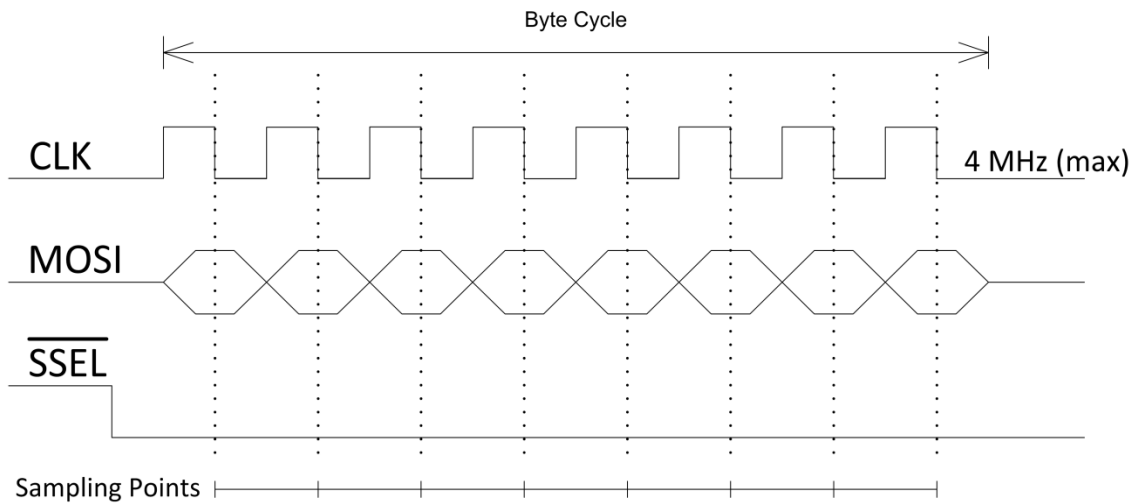 Byte Cycle
CLK
4 MHz (max)
MOSI
SSEL
Sampling Points